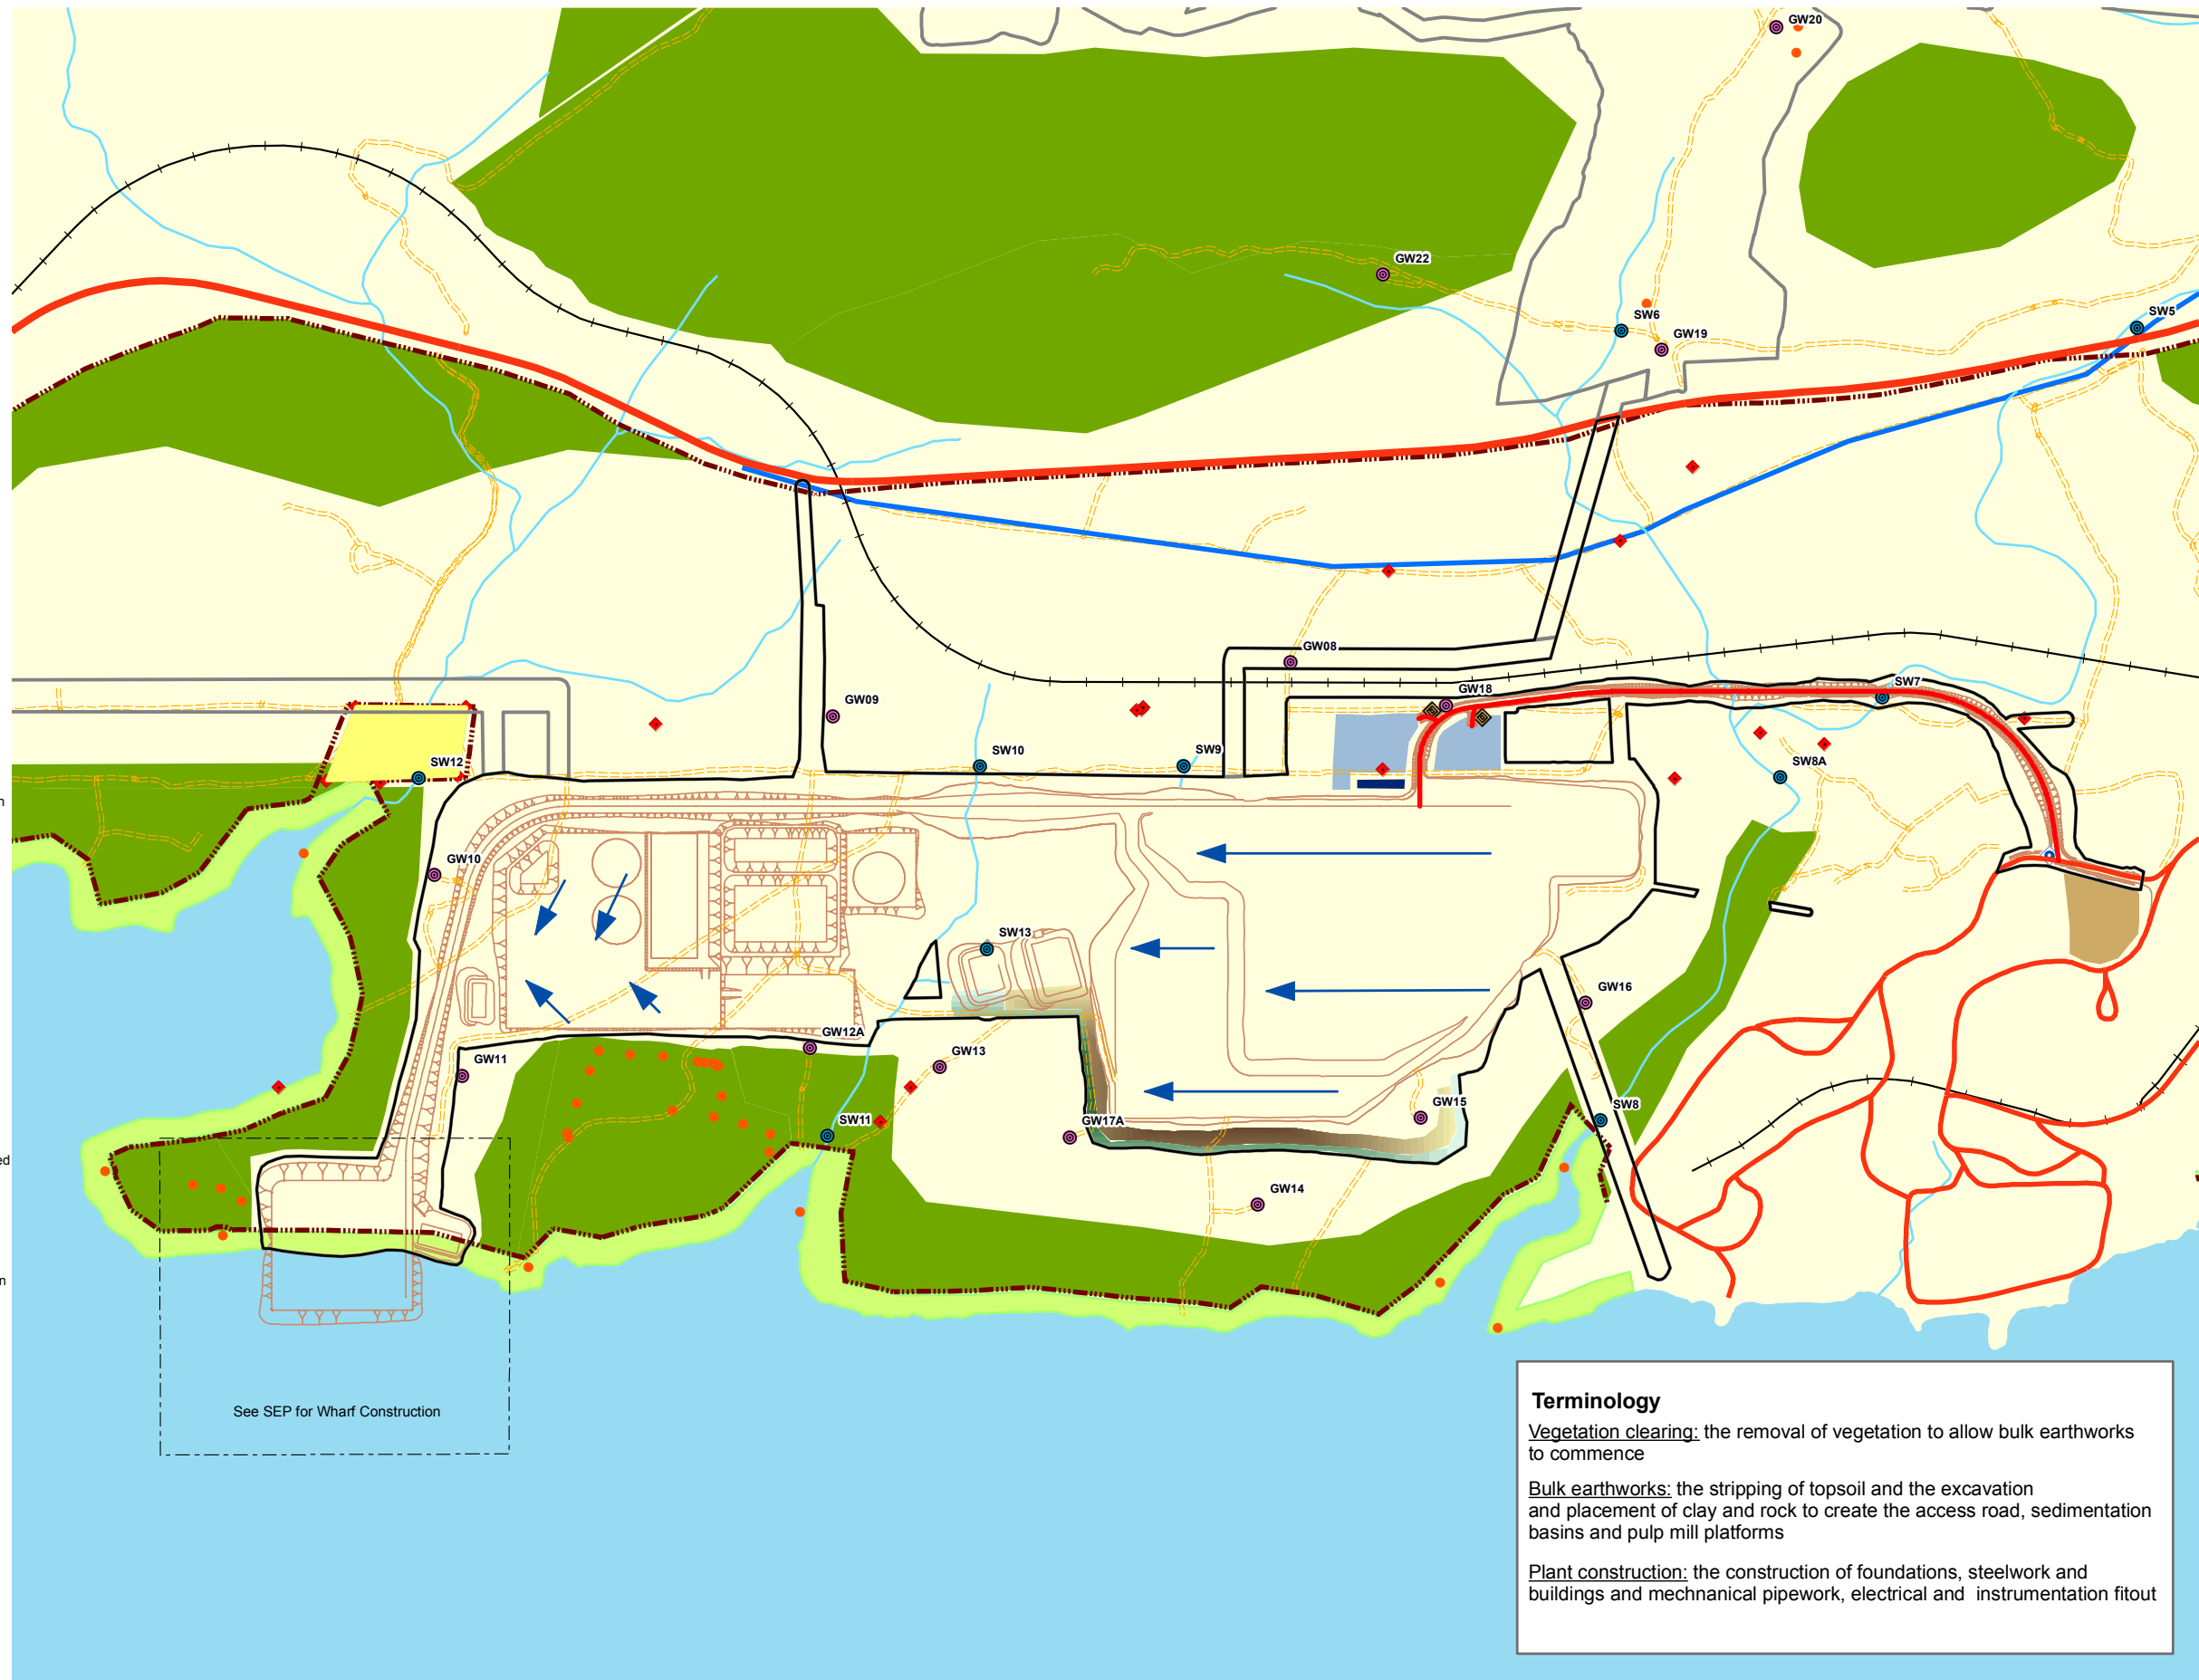 GW20
GW22
SW6
GW19
SW5
GW08
GW18
SW7
GW09
SW10
SW9
SW12
SW8A
n
GW10
SW13
GW16
GW12A
GW11
GW13
SW11
GW17A
GW15
SW8
ed
GW14
n
See SEP for Wharf Construction
Terminology
Vegetation clearing: the removal of vegetation to allow bulk earthworks
to commence
Bulk earthworks: the stripping of topsoil and the excavation
and placement of clay and rock to create the access road, sedimentation
basins and pulp mill platforms
Plant construction: the construction of foundations, steelwork and
buildings and mechnanical pipework, electrical and instrumentation fitout